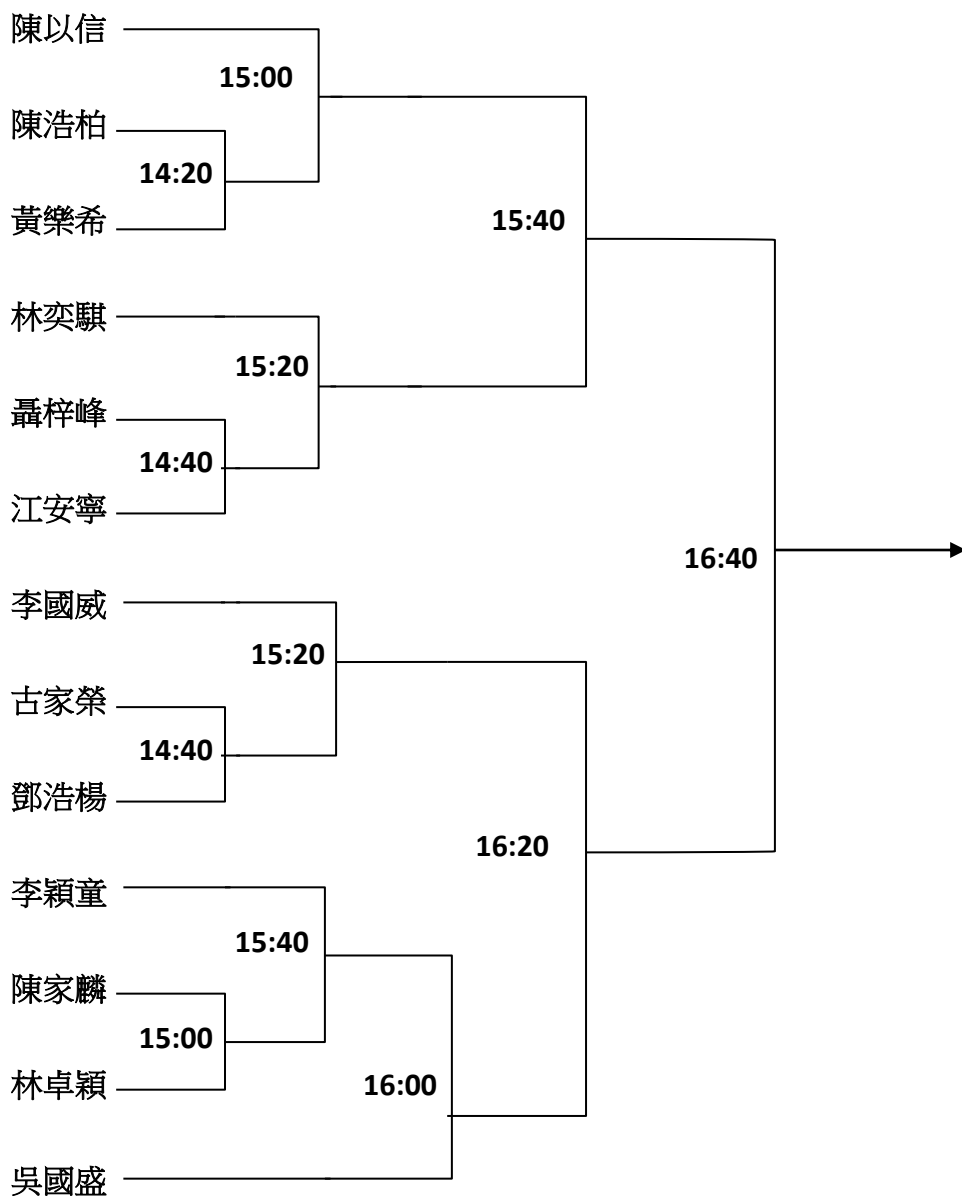 陳以信
15:00
陳浩柏
14:20
黃樂希
15:40
林奕騏
15:20
聶梓峰
14:40
江安寧
16:40
李國威
15:20
古家榮
14:40
鄧浩楊
16:20
李穎童
15:40
陳家麟
15:00
林卓穎
16:00
吳國盛